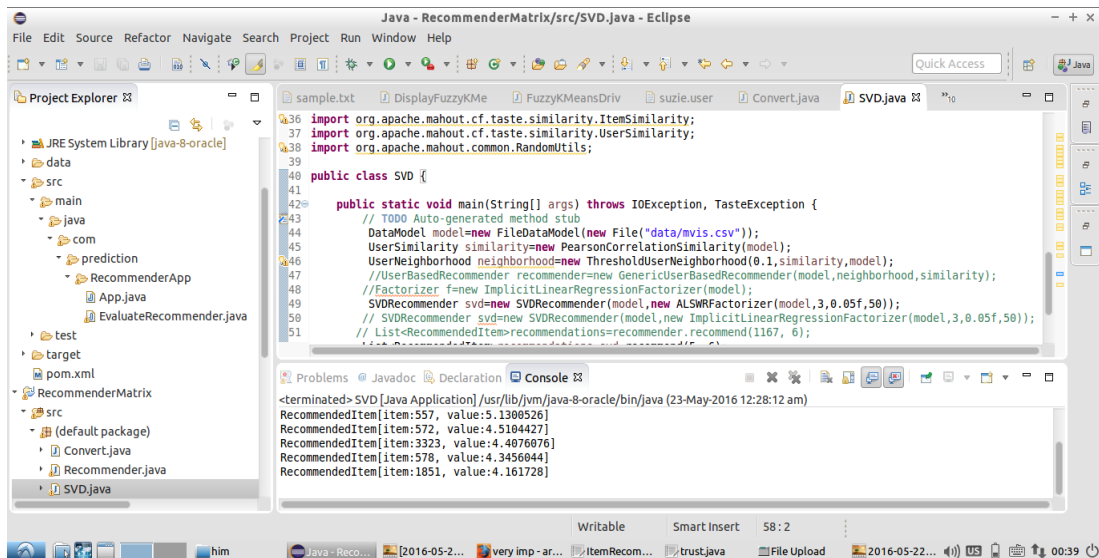 Java - RecommenderMatrix/src/SVD.java - Eclipse
File Edit Source Refactor Navigate Search Project Run Window Help
Quick Access
Java
Project Explorer
JRE System Library [java-8-oracle]
data
src
main
java
com
prediction
RecommenderApp
App.java
EvaluateRecommender.java
test
target
pom.xml
RecommenderMatrix
src
(default package)
Convert.java
Recommender.java
SVD.java
sample.txt DisplayFuzzyKMe FuzzyKMeansDriv suzie.user Convert.java SVD.java »10
36 import org.apache.mahout.cf.taste.similarity.ItemSimilarity;
37 import org.apache.mahout.cf.taste.similarity.UserSimilarity;
38 import org.apache.mahout.common.RandomUtils;
39
40 public class SVD {
41
42 public static void main(String[] args) throws IOException, TasteException {
43 // TODO Auto-generated method stub
44 DataModel model=new FileDataModel(new File("data/mvis.csv"));
45 UserSimilarity similarity=new PearsonCorrelationSimilarity(model);
46 UserNeighborhood neighborhood=new ThresholdUserNeighborhood(0.1,similarity,model);
47 //UserBasedRecommender recommender=new GenericUserBasedRecommender(model,neighborhood,similarity);
48 //Factorizer f=new ImplicitLinearRegressionFactorizer(model);
49 SVDRecommender svd=new SVDRecommender(model,new ALSWRFactorizer(model,3,0.05f,50));
50 // SVDRecommender svd=new SVDRecommender(model,new ImplicitLinearRegressionFactorizer(model,3,0.05f,50));
51 // List<RecommendedItem>recommendations=recommender.recommend(1167, 6);
Problems @ Javadoc Declaration Console
<terminated> SVD [Java Application] /usr/lib/jvm/java-8-oracle/bin/java (23-May-2016 12:28:12 am)
RecommendedItem[item:557, value:5.1300526]
RecommendedItem[item:572, value:4.5104427]
RecommendedItem[item:3323, value:4.4076076]
RecommendedItem[item:578, value:4.3456044]
RecommendedItem[item:1851, value:4.161728]
Writable Smart Insert 58 : 2
him Java - Reco... [2016-05-2... very imp - ar... ItemRecom... trust.java File Upload 2016-05-22... US 00:39